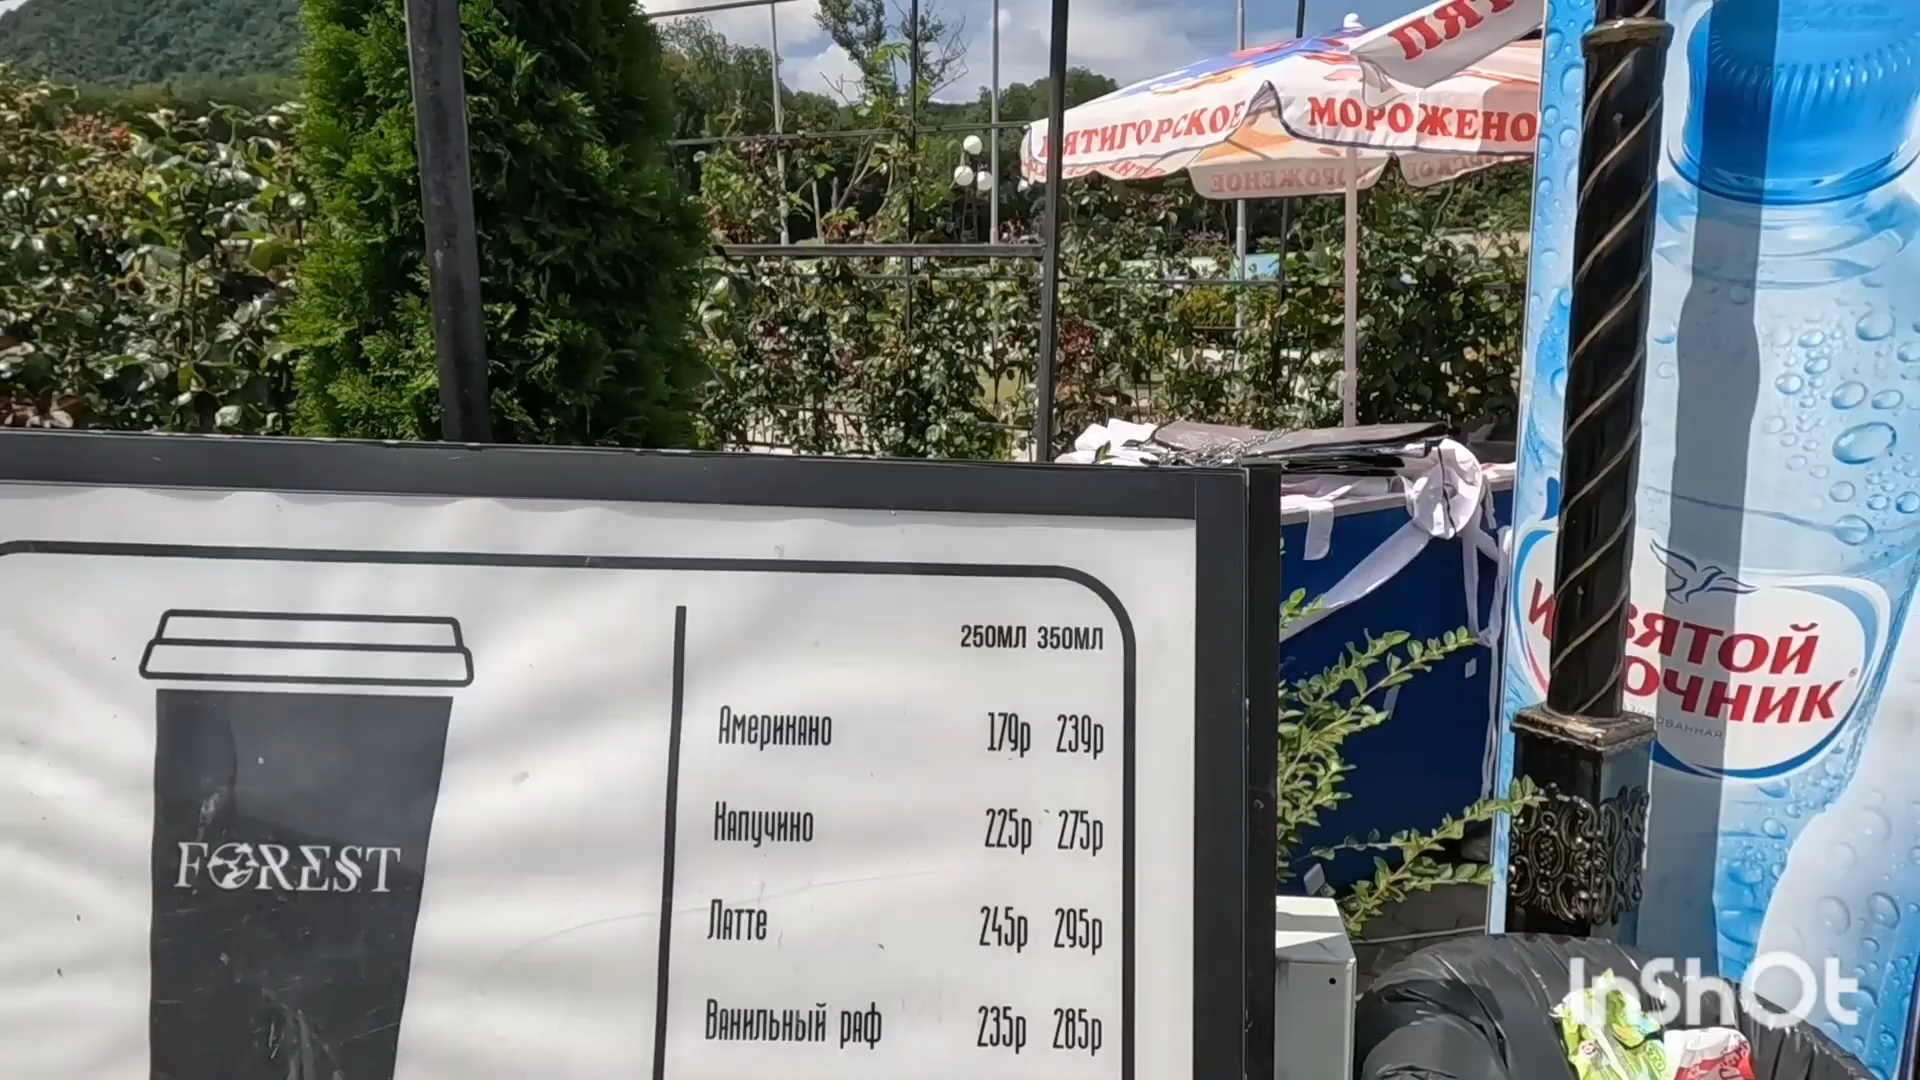 ПЯТИГОРСКОЕ МОРОЖЕНО
250МЛ 350МЛ
Американо 179р 239р
Капучино 225р 275р
Латте 245р 295р
Ванильный раф 235р 285р
FOREST
ЯТОЙ
ОЧНИК
InShOt